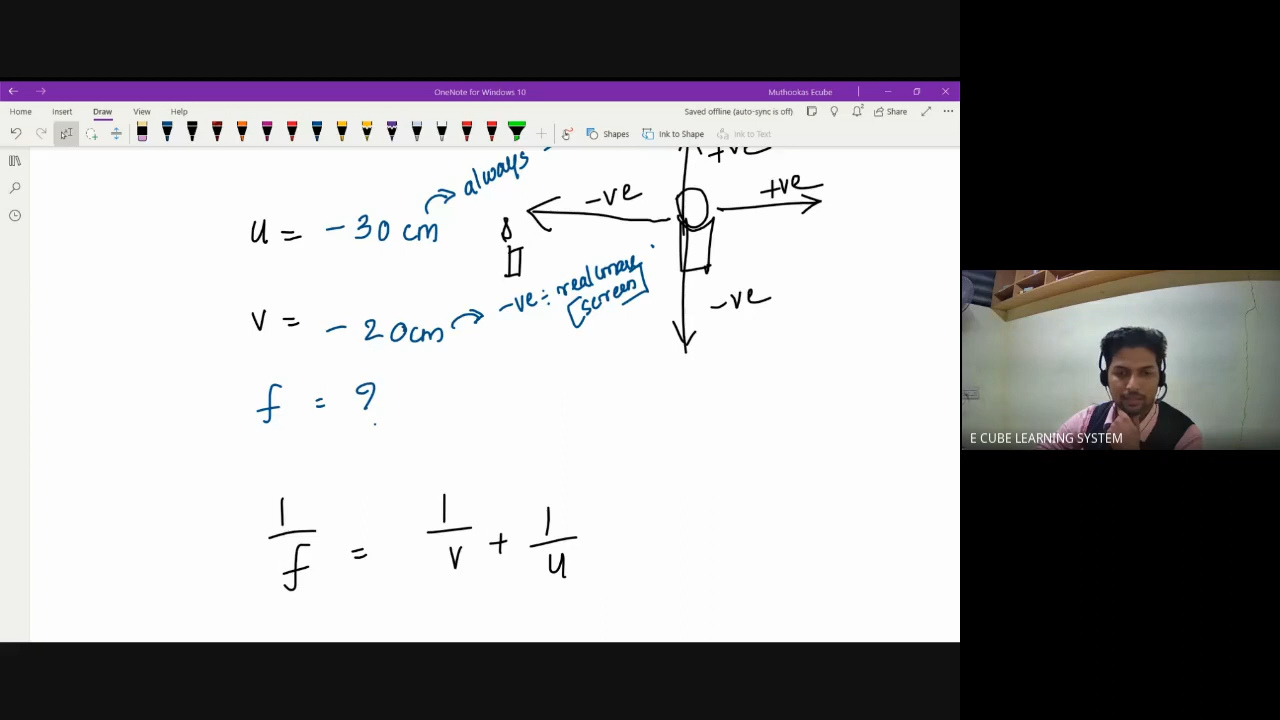 OneNote for Windows 10
Muthookas Ecube
Home Insert Draw View Help
Saved offline (auto-sync is off)
Share
Shapes
Ink to Shape
Ink to Text
+ve
always -
u = - 30 cm
-ve
+ve
v = - 20cm
-ve = real image
[screen]
-ve
f = ?
1/f = 1/v + 1/u
E CUBE LEARNING SYSTEM